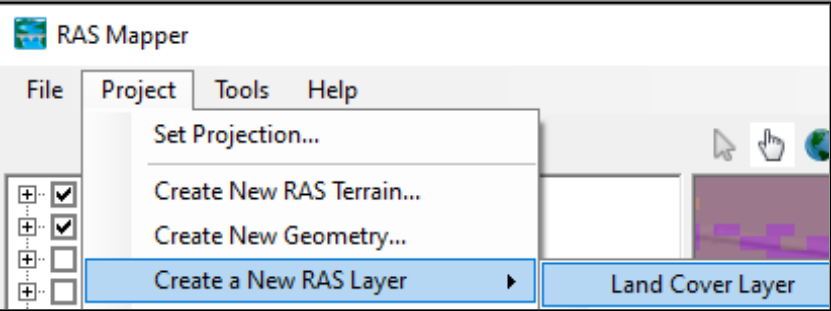 RAS Mapper
File Project Tools Help
Set Projection...
Create New RAS Terrain...
Create New Geometry...
Create a New RAS Layer
Land Cover Layer